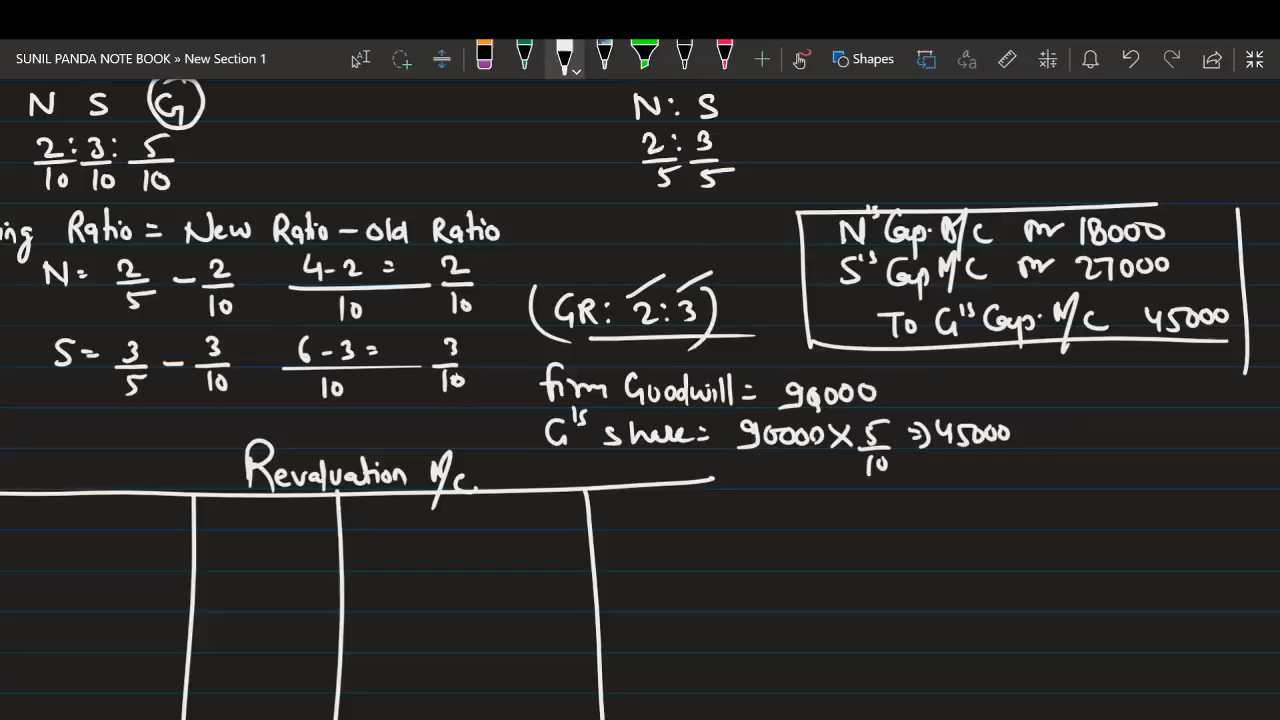 SUNIL PANDA NOTE BOOK » New Section 1
Shapes
N S G
2/10 : 3/10 : 5/10
N : S
2/5 : 3/5
ing Ratio = New Ratio - old Ratio
N = 2/5 - 2/10 4-2/10 = 2/10
S = 3/5 - 3/10 6-3/10 = 3/10
(GR: 2:3)
N's Cap. A/C Dr 18000
S's Cap A/C Dr 27000
To G's Cap. A/C 45000
firm Goodwill = 90,000
G's share = 90000 × 5/10 => 45000
Revaluation A/c